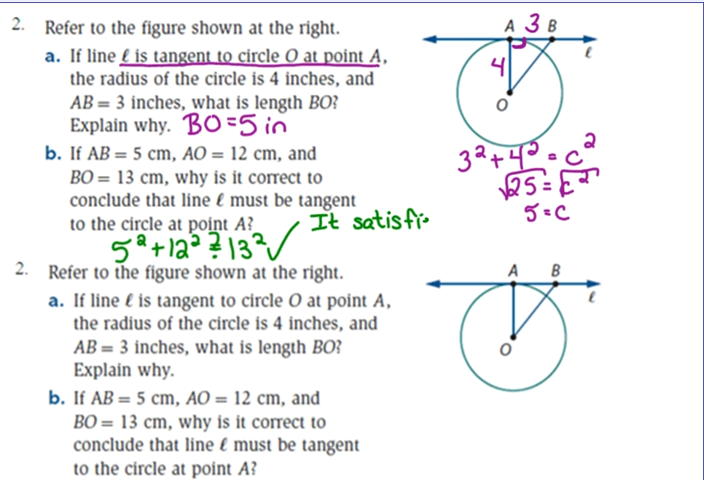 2. Refer to the figure shown at the right.
a. If line ℓ is tangent to circle O at point A,
the radius of the circle is 4 inches, and
AB = 3 inches, what is length BO?
Explain why. BO=5 in
b. If AB = 5 cm, AO = 12 cm, and
BO = 13 cm, why is it correct to
conclude that line ℓ must be tangent
to the circle at point A? It satisfi
5²+12²≟13² ✓
A 3 B
ℓ
4
O
3²+4²=c²
√25=√c²
5=c
2. Refer to the figure shown at the right.
a. If line ℓ is tangent to circle O at point A,
the radius of the circle is 4 inches, and
AB = 3 inches, what is length BO?
Explain why.
b. If AB = 5 cm, AO = 12 cm, and
BO = 13 cm, why is it correct to
conclude that line ℓ must be tangent
to the circle at point A?
A B
ℓ
O